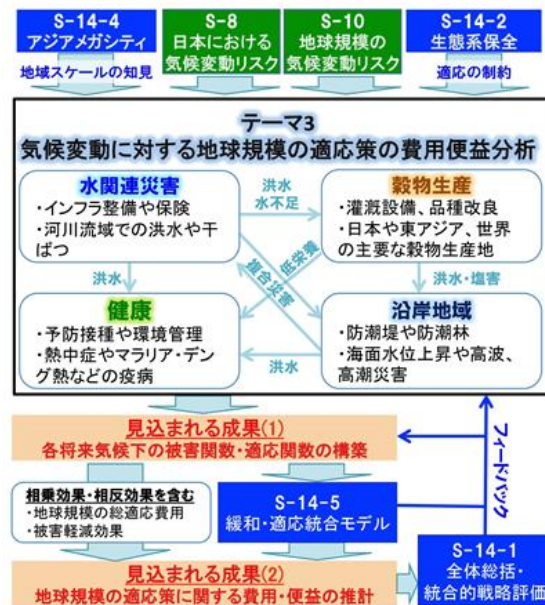 S-14-4
アジアメガシティ
S-8
日本における
気候変動リスク
S-10
地球規模の
気候変動リスク
S-14-2
生態系保全
地域スケールの知見
適応の制約
テーマ3
気候変動に対する地球規模の適応策の費用便益分析
水関連災害
・インフラ整備や保険
・河川流域での洪水や干
ばつ
洪水
水不足
穀物生産
・灌漑設備、品種改良
・日本や東アジア、世界
の主要な穀物生産地
洪水
複合災害
低栄養
洪水・塩害
健康
・予防接種や環境管理
・熱中症やマラリア・デン
グ熱などの疫病
洪水
沿岸地域
・防潮堤や防潮林
・海面水位上昇や高波、
高潮災害
見込まれる成果(1)
各将来気候下の被害関数・適応関数の構築
フィードバック
相乗効果・相反効果を含む
・地球規模の総適応費用
・被害軽減効果
S-14-5
緩和・適応統合モデル
見込まれる成果(2)
地球規模の適応策に関する費用・便益の推計
S-14-1
全体総括・
統合的戦略評価